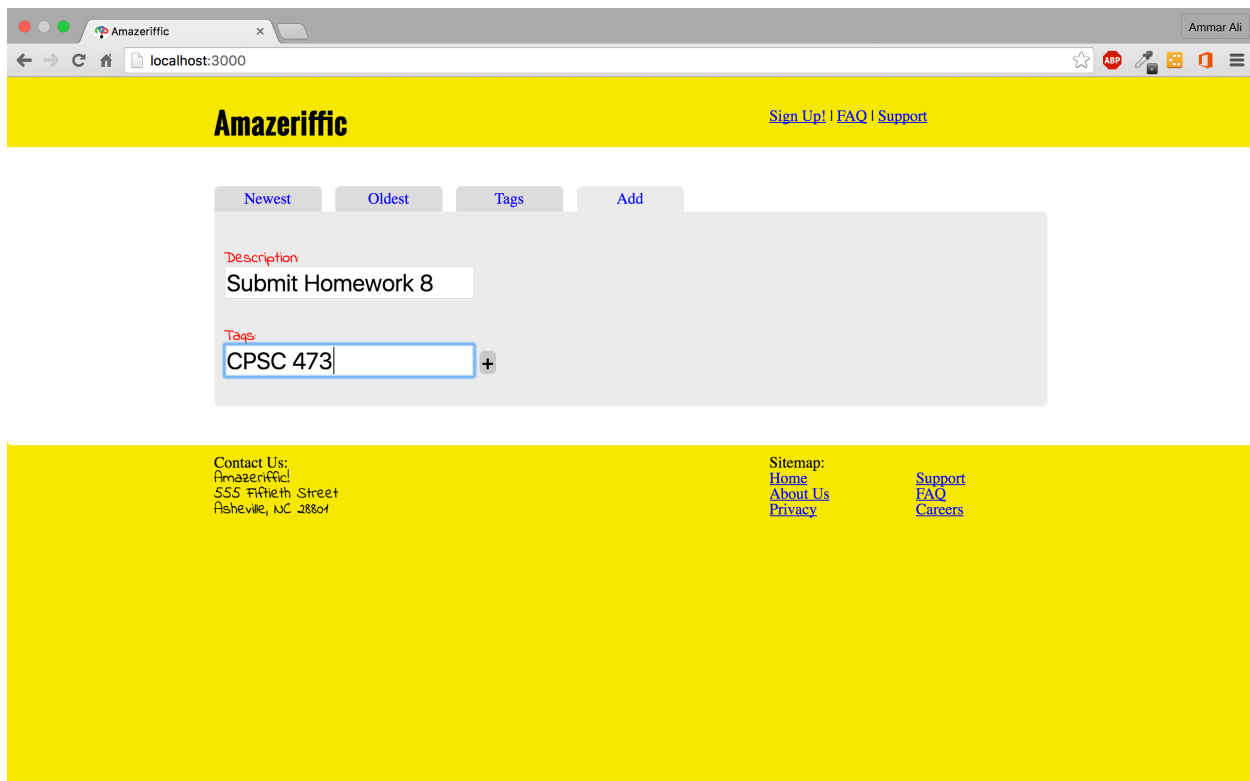 Amazeriffic
Ammar Ali
localhost:3000
ABP
Amazeriffic
Sign Up! | FAQ | Support
Newest Oldest Tags Add
Description:
Submit Homework 8
Tags:
CPSC 473
+
Contact Us:
Amazeriffic!
555 Fiftieth Street
Asheville, NC 28801
Sitemap:
Home Support
About Us FAQ
Privacy Careers